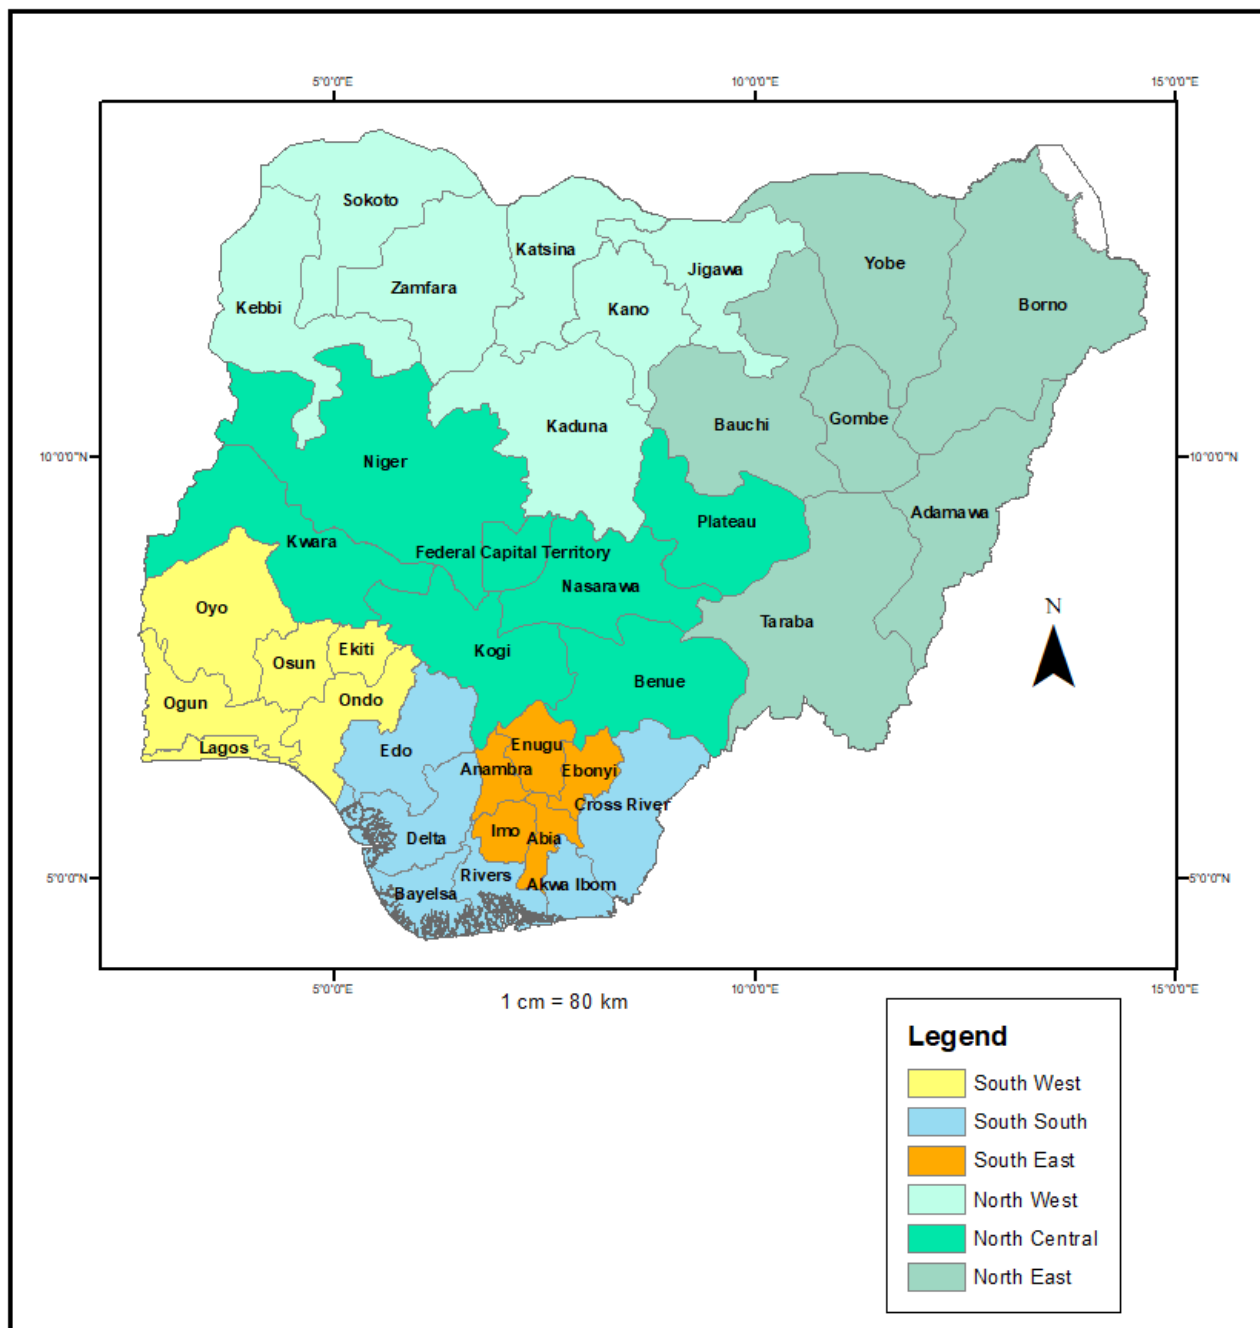 5°0'0"E 10°0'0"E 15°0'0"E
Sokoto
Katsina
Jigawa
Yobe
Zamfara
Kebbi
Kano
Borno
Kaduna
Bauchi
Gombe
10°0'0"N
Niger
10°0'0"N
Adamawa
Plateau
Kwara
Federal Capital Territory
Nasarawa
Oyo
N
Taraba
Ekiti
Osun
Kogi
Benue
Ogun
Ondo
Lagos
Edo
Enugu
Anambra
Ebonyi
Cross River
Imo
Abia
Delta
5°0'0"N
Rivers
Akwa Ibom
5°0'0"N
Bayelsa
5°0'0"E 10°0'0"E 15°0'0"E
1 cm = 80 km
Legend
South West
South South
South East
North West
North Central
North East